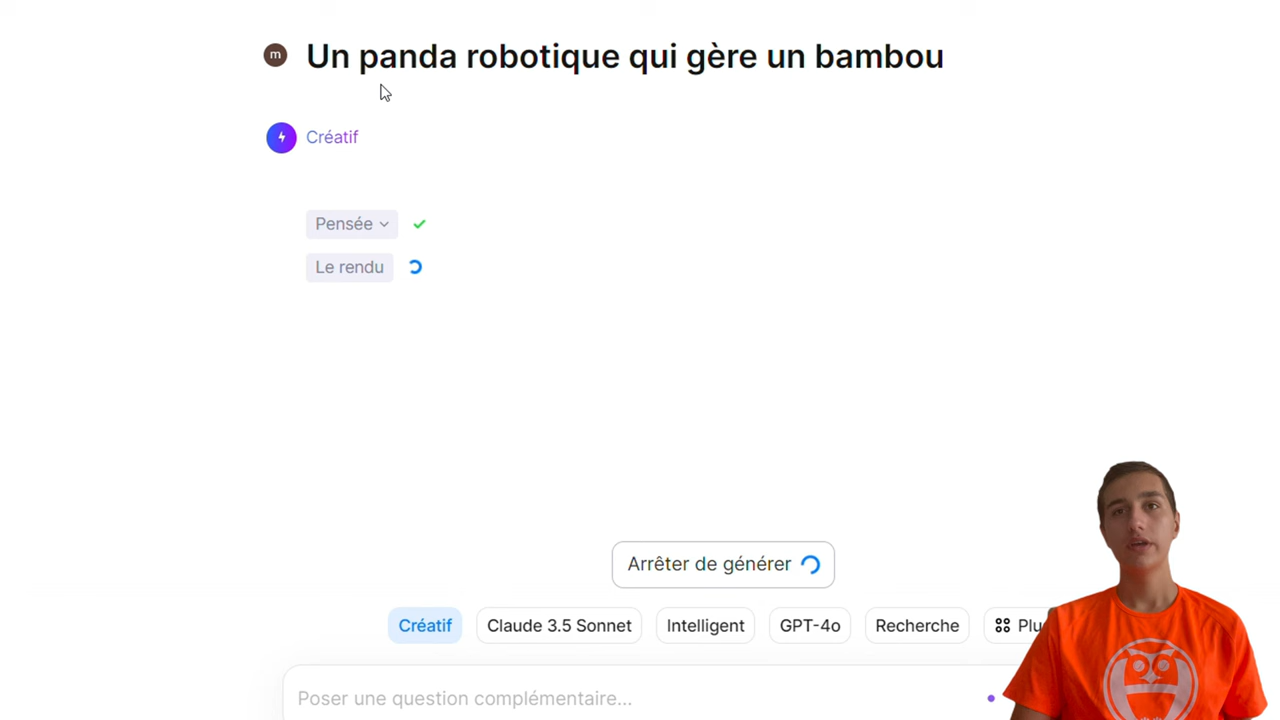 m
Un panda robotique qui gère un bambou
Créatif
Pensée
Le rendu
Arrêter de générer
Créatif
Claude 3.5 Sonnet
Intelligent
GPT-4o
Recherche
Plu
Poser une question complémentaire...